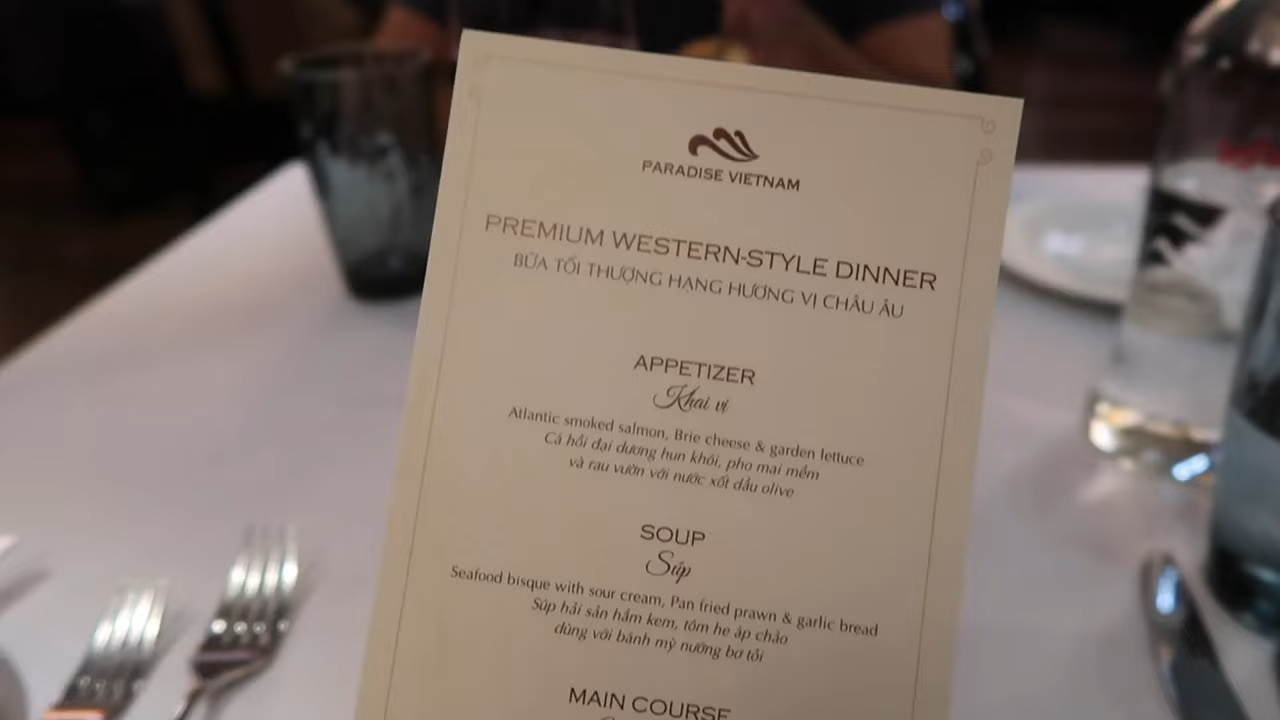 PARADISE VIETNAM
PREMIUM WESTERN-STYLE DINNER
BỮA TỐI THƯỢNG HẠNG HƯƠNG VỊ CHÂU ÂU
APPETIZER
Khai vị
Atlantic smoked salmon, Brie cheese & garden lettuce
Cá hồi đại dương hun khói, pho mai mềm
và rau vườn với nước xốt dầu olive
SOUP
Súp
Seafood bisque with sour cream, Pan fried prawn & garlic bread
Súp hải sản hầm kem, tôm he áp chảo
dùng với bánh mỳ nướng bơ tỏi
MAIN COURSE